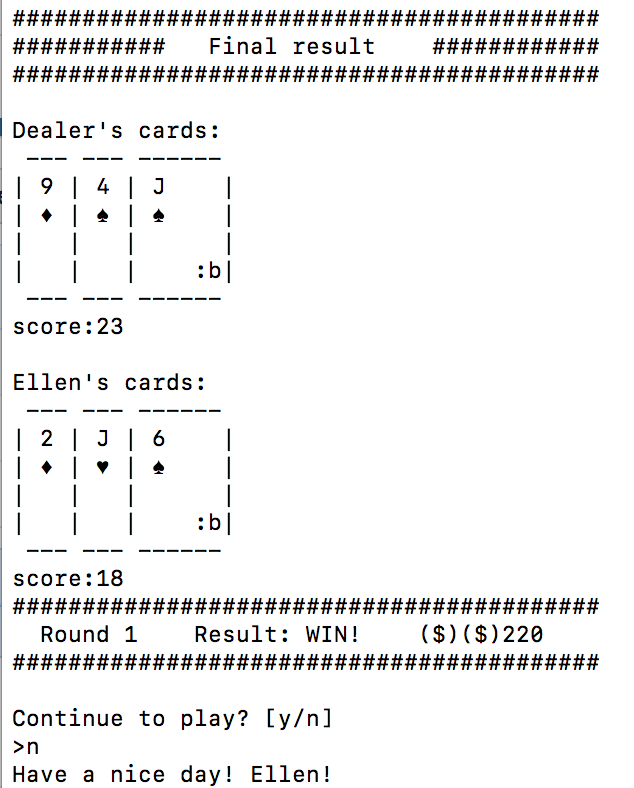 ##########################################
###########   Final result    ############
##########################################
Dealer's cards:
 --- --- ------
| 9 | 4 | J    |
| ♦ | ♠ | ♠    |
|   |   |      |
|   |   |    :b|
 --- --- ------
score:23
Ellen's cards:
 --- --- ------
| 2 | J | 6    |
| ♦ | ♥ | ♠    |
|   |   |      |
|   |   |    :b|
 --- --- ------
score:18
##########################################
  Round 1    Result: WIN!    ($)($)220
##########################################
Continue to play? [y/n]
>n
Have a nice day! Ellen!